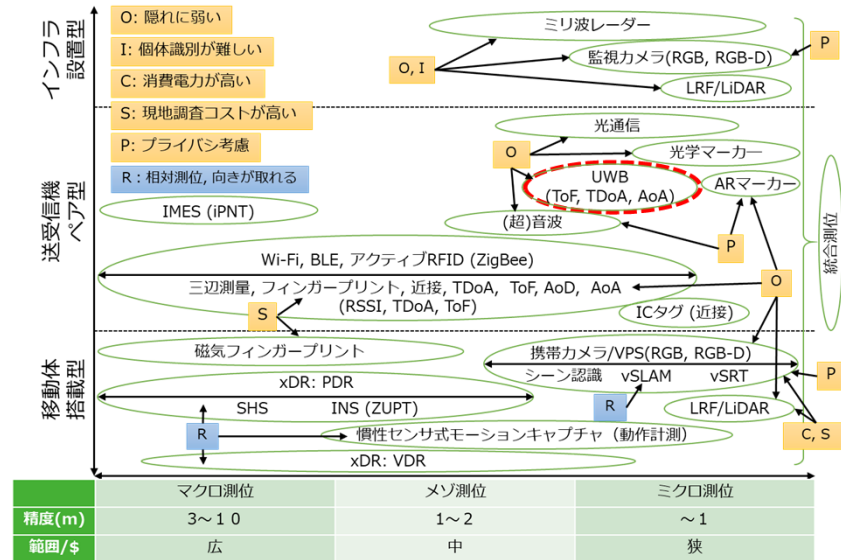 O: 隠れに弱い
I: 個体識別が難しい
C: 消費電力が高い
S: 現地調査コストが高い
P: プライバシ考慮
R : 相対測位, 向きが取れる
インフラ
設置型
ミリ波レーダー
O, I
監視カメラ(RGB, RGB-D)
P
LRF/LiDAR
送受信機
ペア型
光通信
O
光学マーカー
UWB
(ToF, TDoA, AoA)
ARマーカー
IMES (iPNT)
(超)音波
P
統合測位
Wi-Fi, BLE, アクティブRFID (ZigBee)
三辺測量, フィンガープリント, 近接, TDoA, ToF, AoD, AoA
(RSSI, TDoA, ToF)
O
S
ICタグ (近接)
移動体
搭載型
磁気フィンガープリント
携帯カメラ/VPS(RGB, RGB-D)
シーン認識 vSLAM vSRT
P
xDR: PDR
SHS INS (ZUPT)
R
LRF/LiDAR
R
慣性センサ式モーションキャプチャ（動作計測）
C, S
xDR: VDR
マクロ測位 メゾ測位 ミクロ測位
精度(m) 3～１０ 1～2 ～1
範囲/$ 広 中 狭